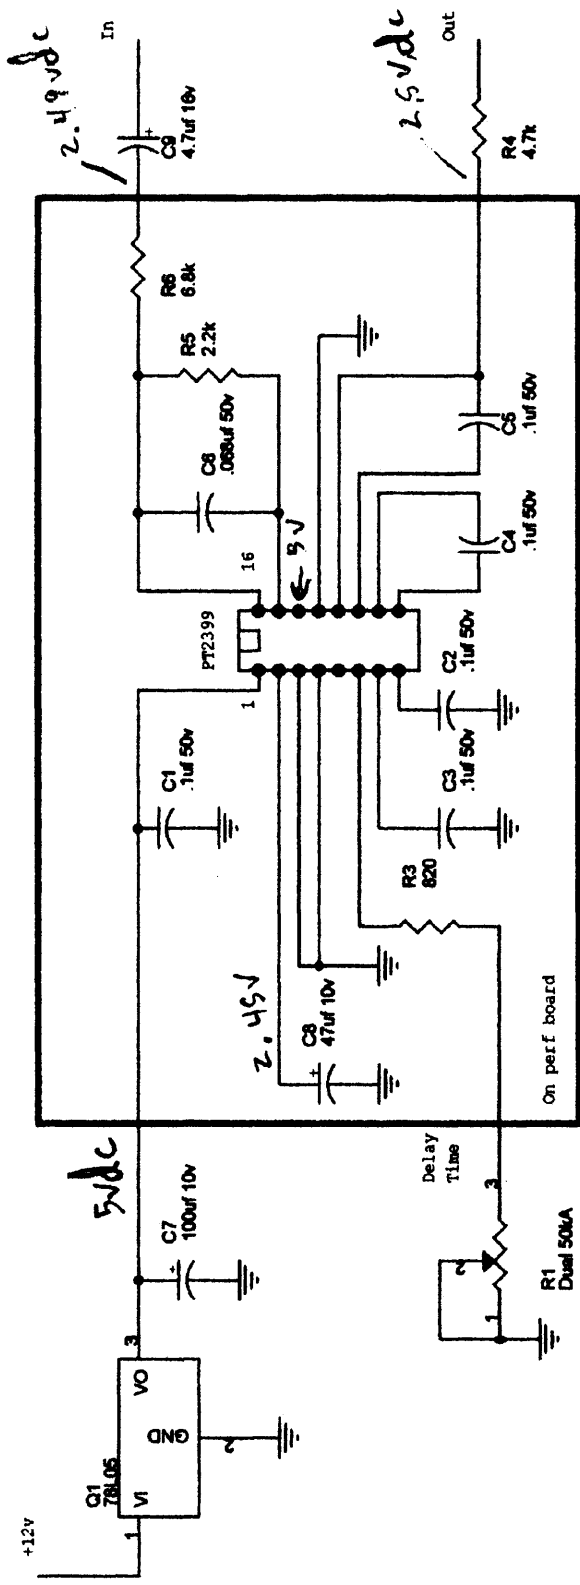 +12v
Q1
78L05
VI
VO
GND
1
2
3
C7
100uf 10v
5vdc
C1
.1uf 50v
2.45v
C8
47uf 10v
R3
820
C3
.1uf 50v
C2
.1uf 50v
PT2399
1
16
5v
C6
.068uf 50v
R5
2.2k
R6
6.8k
C4
.1uf 50v
C5
.1uf 50v
On perf board
Delay
Time
3
2
1
R1
Dual 50kA
2.49vdc
C9
4.7uf 16v
In
2.5vdc
R4
4.7k
Out